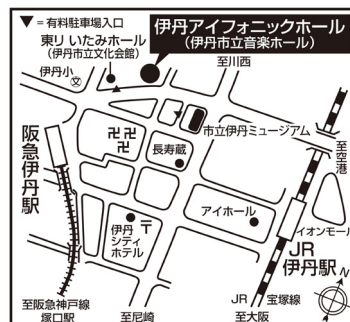 ▼=有料駐車場入口
伊丹アイフォニックホール
(伊丹市立音楽ホール)
東リ いたみホール
(伊丹市立文化会館)
至川西
伊丹小
文
市立伊丹ミュージアム
至空港
卍卍
卍
長寿蔵
阪急伊丹駅
アイホール
イオンモール
伊丹
シティ
ホテル
〒
JR
伊丹駅
N
至阪急神戸線
塚口駅
至尼崎
JR 宝塚線
至大阪